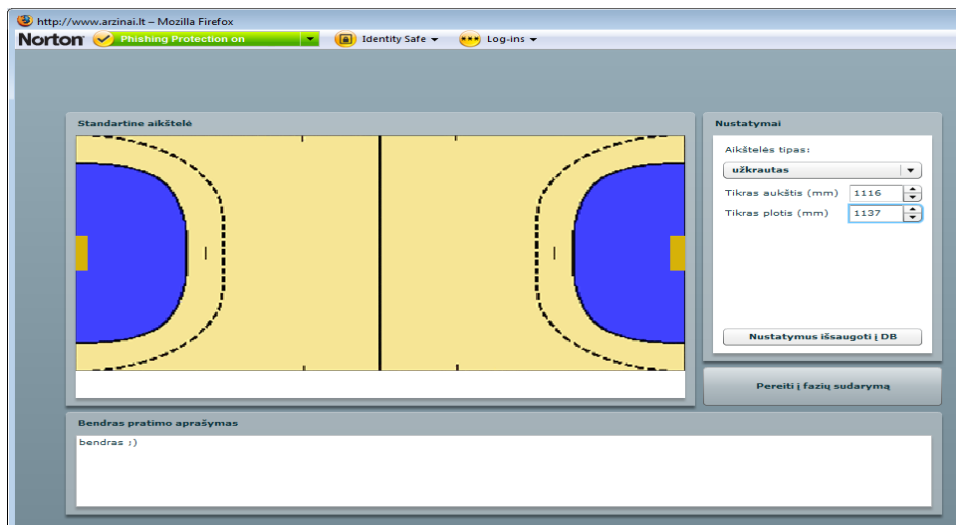 http://www.arzinai.lt – Mozilla Firefox
Norton Phishing Protection on Identity Safe Log-ins
Standartine aikštelė
Nustatymai
Aikštelės tipas:
užkrautas
Tikras aukštis (mm) 1116
Tikras plotis (mm) 1137
Nustatymus išsaugoti į DB
Pereiti į fazių sudarymą
Bendras pratimo aprašymas
bendras ;)